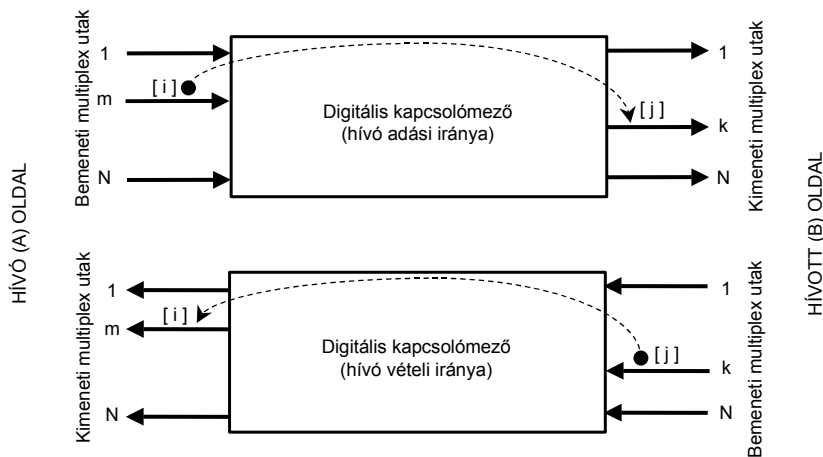 HÍVÓ (A) OLDAL
Bemeneti multiplex utak
1
[ i ]
m
N
Digitális kapcsolómező
(hívó adási iránya)
[ j ]
1
k
N
Kimeneti multiplex utak
HÍVOTT (B) OLDAL
Kimeneti multiplex utak
1
[ i ]
m
N
Digitális kapcsolómező
(hívó vételi iránya)
[ j ]
1
k
N
Bemeneti multiplex utak